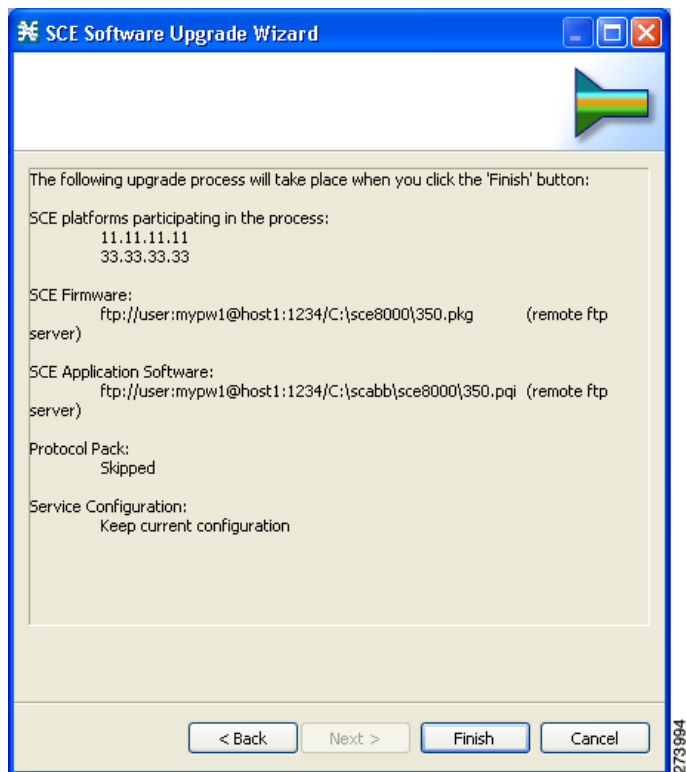 SCE Software Upgrade Wizard
The following upgrade process will take place when you click the 'Finish' button:
SCE platforms participating in the process:
11.11.11.11
33.33.33.33
SCE Firmware:
ftp://user:mypw1@host1:1234/C:\sce8000\350.pkg (remote ftp
server)
SCE Application Software:
ftp://user:mypw1@host1:1234/C:\scabb\sce8000\350.pqi (remote ftp
server)
Protocol Pack:
Skipped
Service Configuration:
Keep current configuration
< Back Next > Finish Cancel
273994